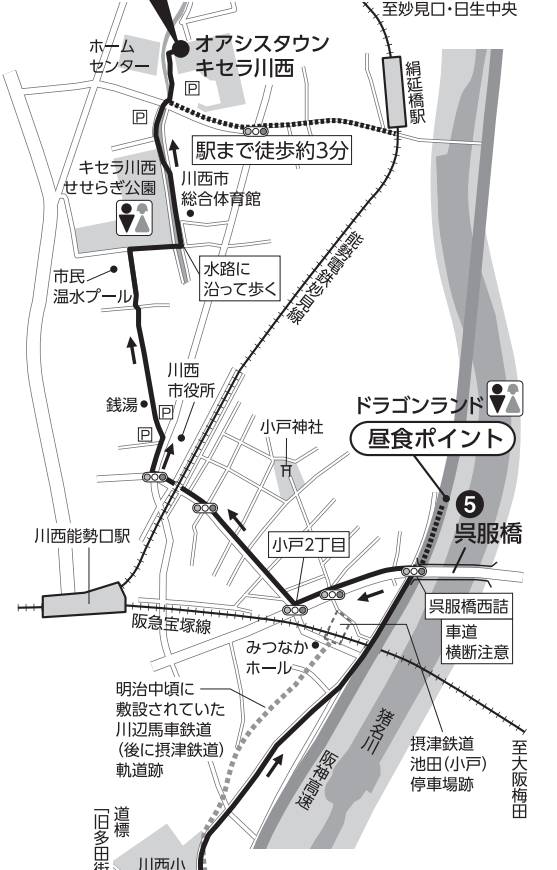 至妙見口・日生中央
ホーム
センター
オアシスタウン
キセラ川西
P
P
絹延橋駅
駅まで徒歩約3分
キセラ川西
せせらぎ公園
川西市
総合体育館
水路に
沿って歩く
能勢電鉄妙見線
市民
温水プール
川西
市役所
銭湯
P
P
小戸神社
ドラゴンランド
昼食ポイント
5
呉服橋
川西能勢口駅
小戸2丁目
呉服橋西詰
車道
横断注意
阪急宝塚線
みつなか
ホール
明治中頃に
敷設されていた
川辺馬車鉄道
(後に摂津鉄道)
軌道跡
猪名川
阪神高速
摂津鉄道
池田(小戸)
停車場跡
至大阪梅田
道標
「旧多田街
川西小